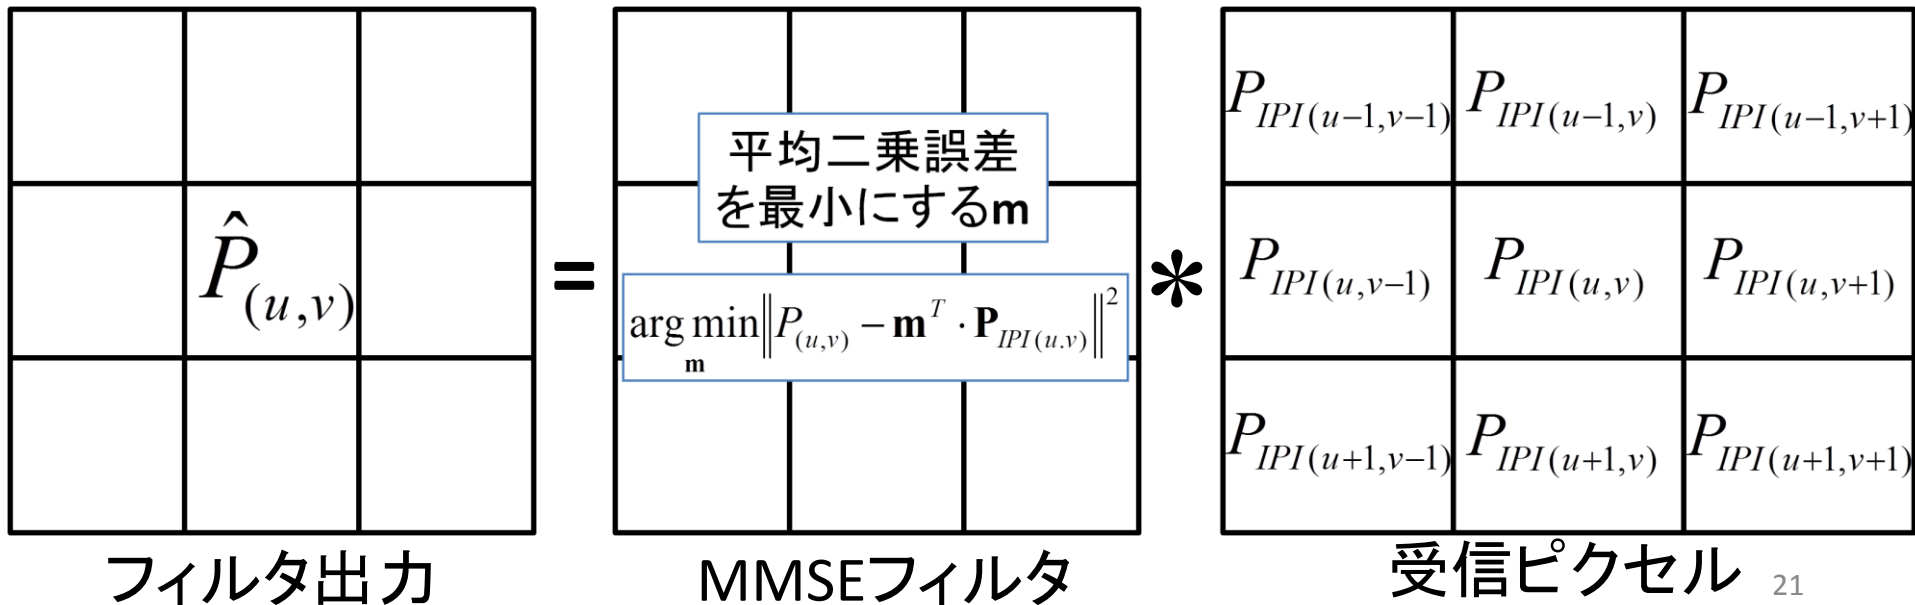 P̂_(u,v)
=
平均二乗誤差
を最小にするm
arg min_m ‖P_(u,v) − m^T · P_IPI(u.v)‖^2
*
P_IPI(u−1,v−1) P_IPI(u−1,v) P_IPI(u−1,v+1)
P_IPI(u,v−1) P_IPI(u,v) P_IPI(u,v+1)
P_IPI(u+1,v−1) P_IPI(u+1,v) P_IPI(u+1,v+1)
フィルタ出力
MMSEフィルタ
受信ピクセル
21